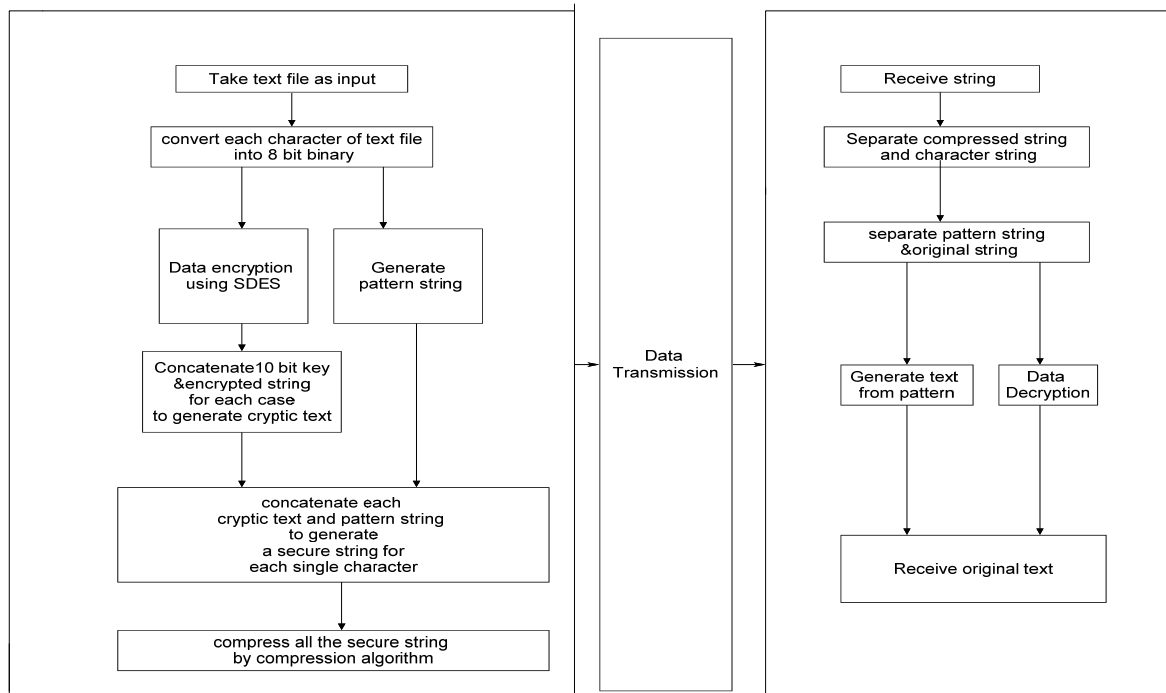 Take text file as input
convert each character of text file
into 8 bit binary
Data encryption
using SDES
Generate
pattern string
Concatenate10 bit key
&encrypted string
for each case
to generate cryptic text
concatenate each
cryptic text and pattern string
to generate
a secure string for
each single character
compress all the secure string
by compression algorithm
Data
Transmission
Receive string
Separate compressed string
and character string
separate pattern string
&original string
Generate text
from pattern
Data
Decryption
Receive original text